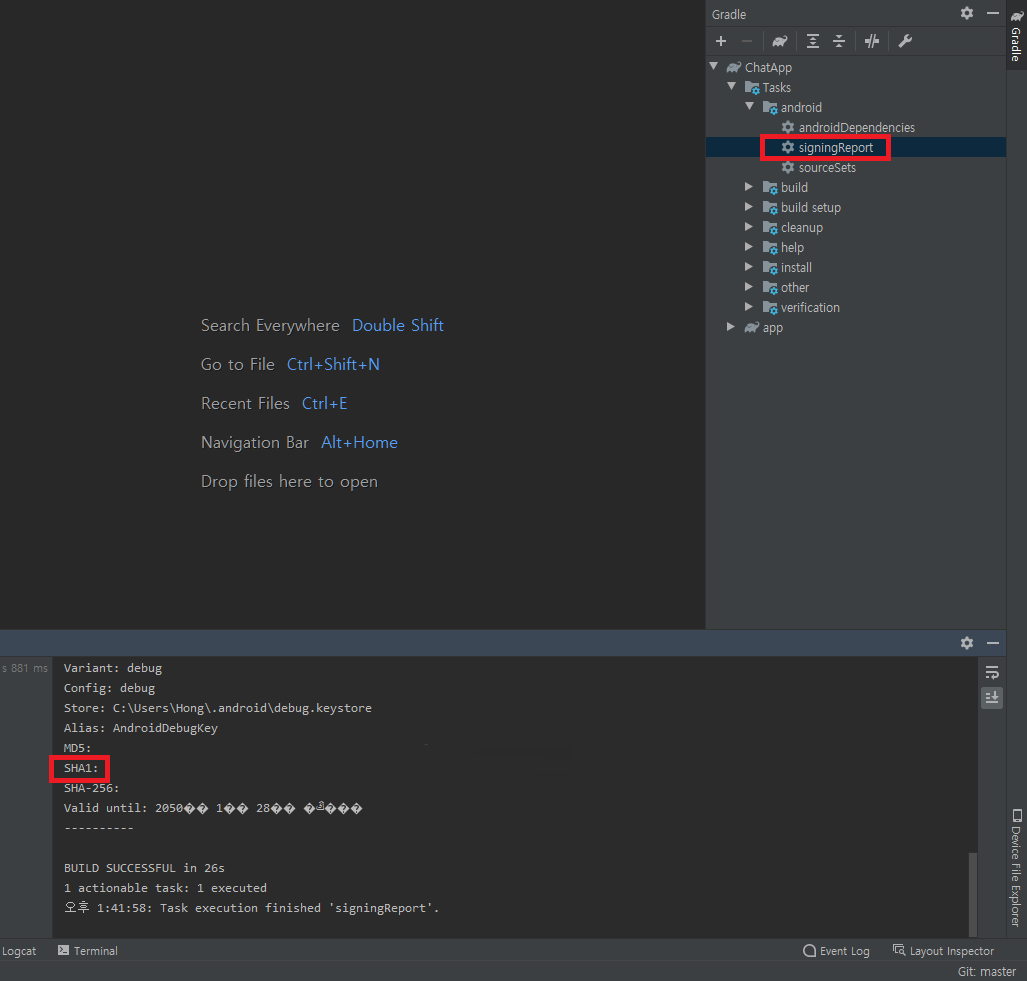 Gradle
Gradle
ChatApp
Tasks
android
androidDependencies
signingReport
sourceSets
build
build setup
cleanup
help
install
other
verification
app
Search Everywhere Double Shift
Go to File Ctrl+Shift+N
Recent Files Ctrl+E
Navigation Bar Alt+Home
Drop files here to open
s 881 ms
Variant: debug
Config: debug
Store: C:\Users\Hong\.android\debug.keystore
Alias: AndroidDebugKey
MD5:
SHA1:
SHA-256:
Valid until: 2050�� 1�� 28�� ����
----------
BUILD SUCCESSFUL in 26s
1 actionable task: 1 executed
오후 1:41:58: Task execution finished 'signingReport'.
Device File Explorer
Logcat
Terminal
Event Log
Layout Inspector
Git: master